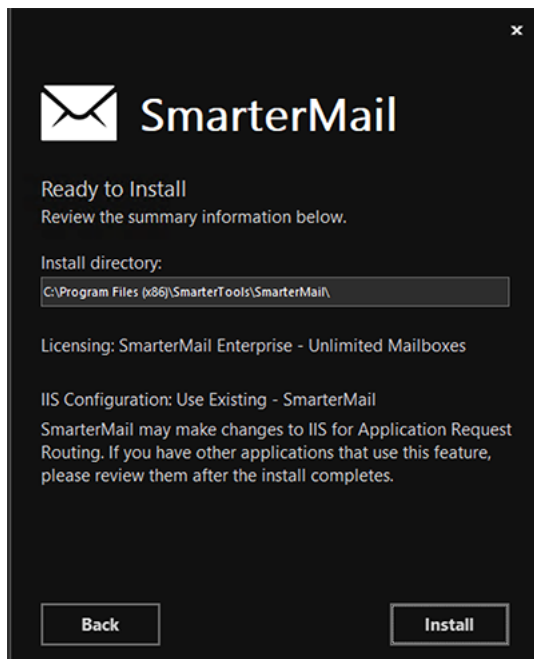 x
SmarterMail
Ready to Install
Review the summary information below.
Install directory:
C:\Program Files (x86)\SmarterTools\SmarterMail\
Licensing: SmarterMail Enterprise - Unlimited Mailboxes
IIS Configuration: Use Existing - SmarterMail
SmarterMail may make changes to IIS for Application Request
Routing. If you have other applications that use this feature,
please review them after the install completes.
Back
Install